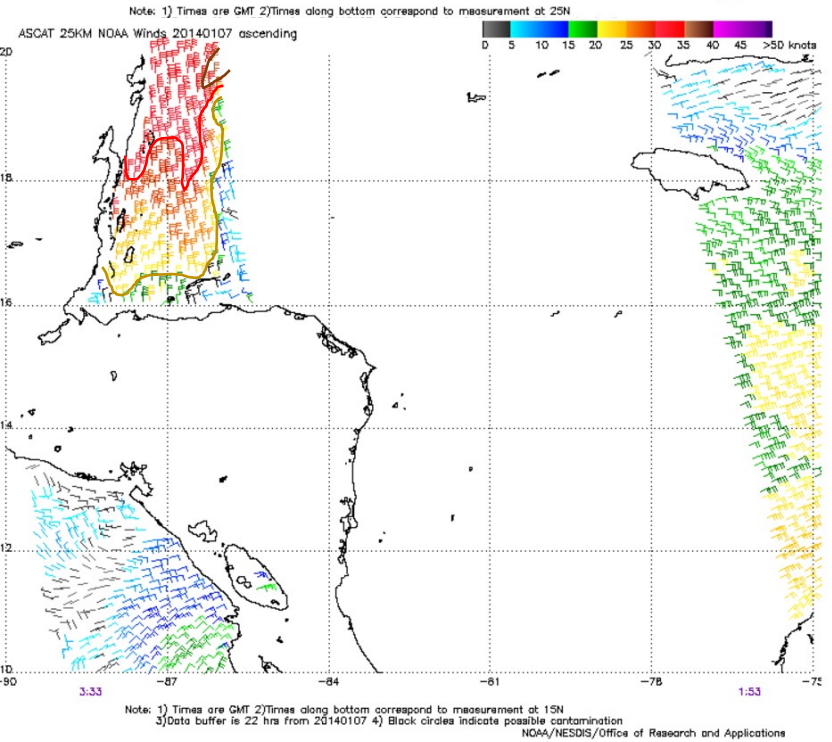 Note: 1) Times are GMT 2)Times along bottom correspond to measurement at 25N
ASCAT 25KM NOAA Winds 20140107 ascending
0 5 10 15 20 25 30 35 40 45 >50 knots
20
18
16
14
12
10
-90 -87 -84 -81 -78 -75
3:33 1:53
Note: 1) Times are GMT 2)Times along bottom correspond to measurement at 15N
3)Data buffer is 22 hrs from 20140107 4) Black circles indicate possible contamination
NOAA/NESDIS/Office of Research and Applications